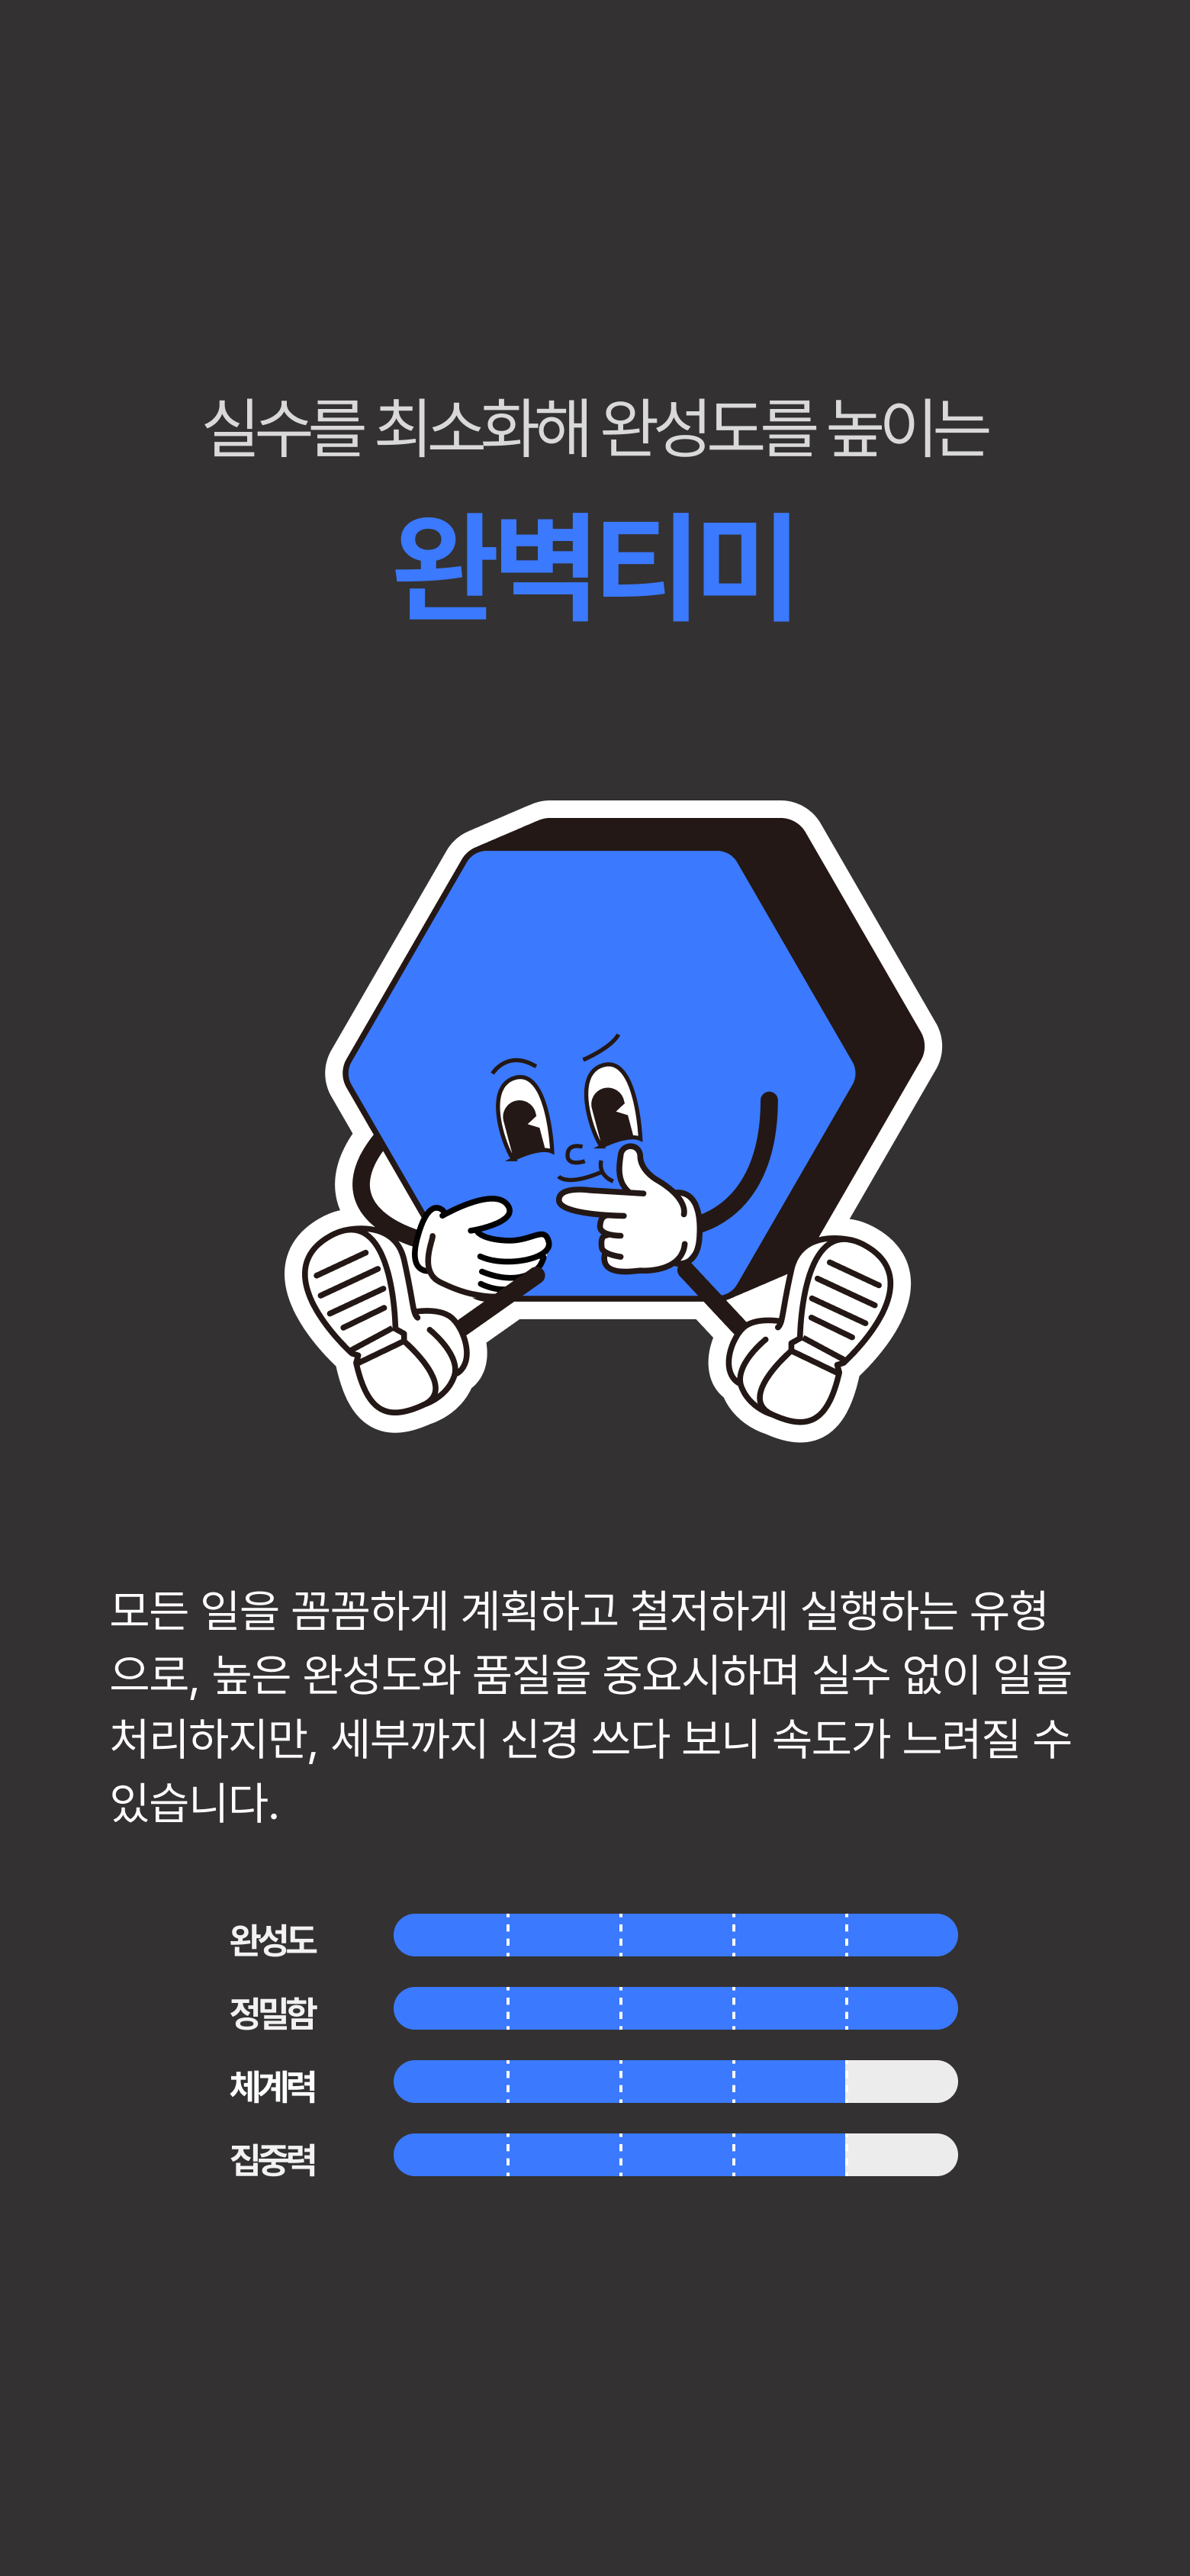 실수를 최소화해 완성도를 높이는
완벽티미
모든 일을 꼼꼼하게 계획하고 철저하게 실행하는 유형
으로, 높은 완성도와 품질을 중요시하며 실수 없이 일을
처리하지만, 세부까지 신경 쓰다 보니 속도가 느려질 수
있습니다.
완성도
정밀함
체계력
집중력